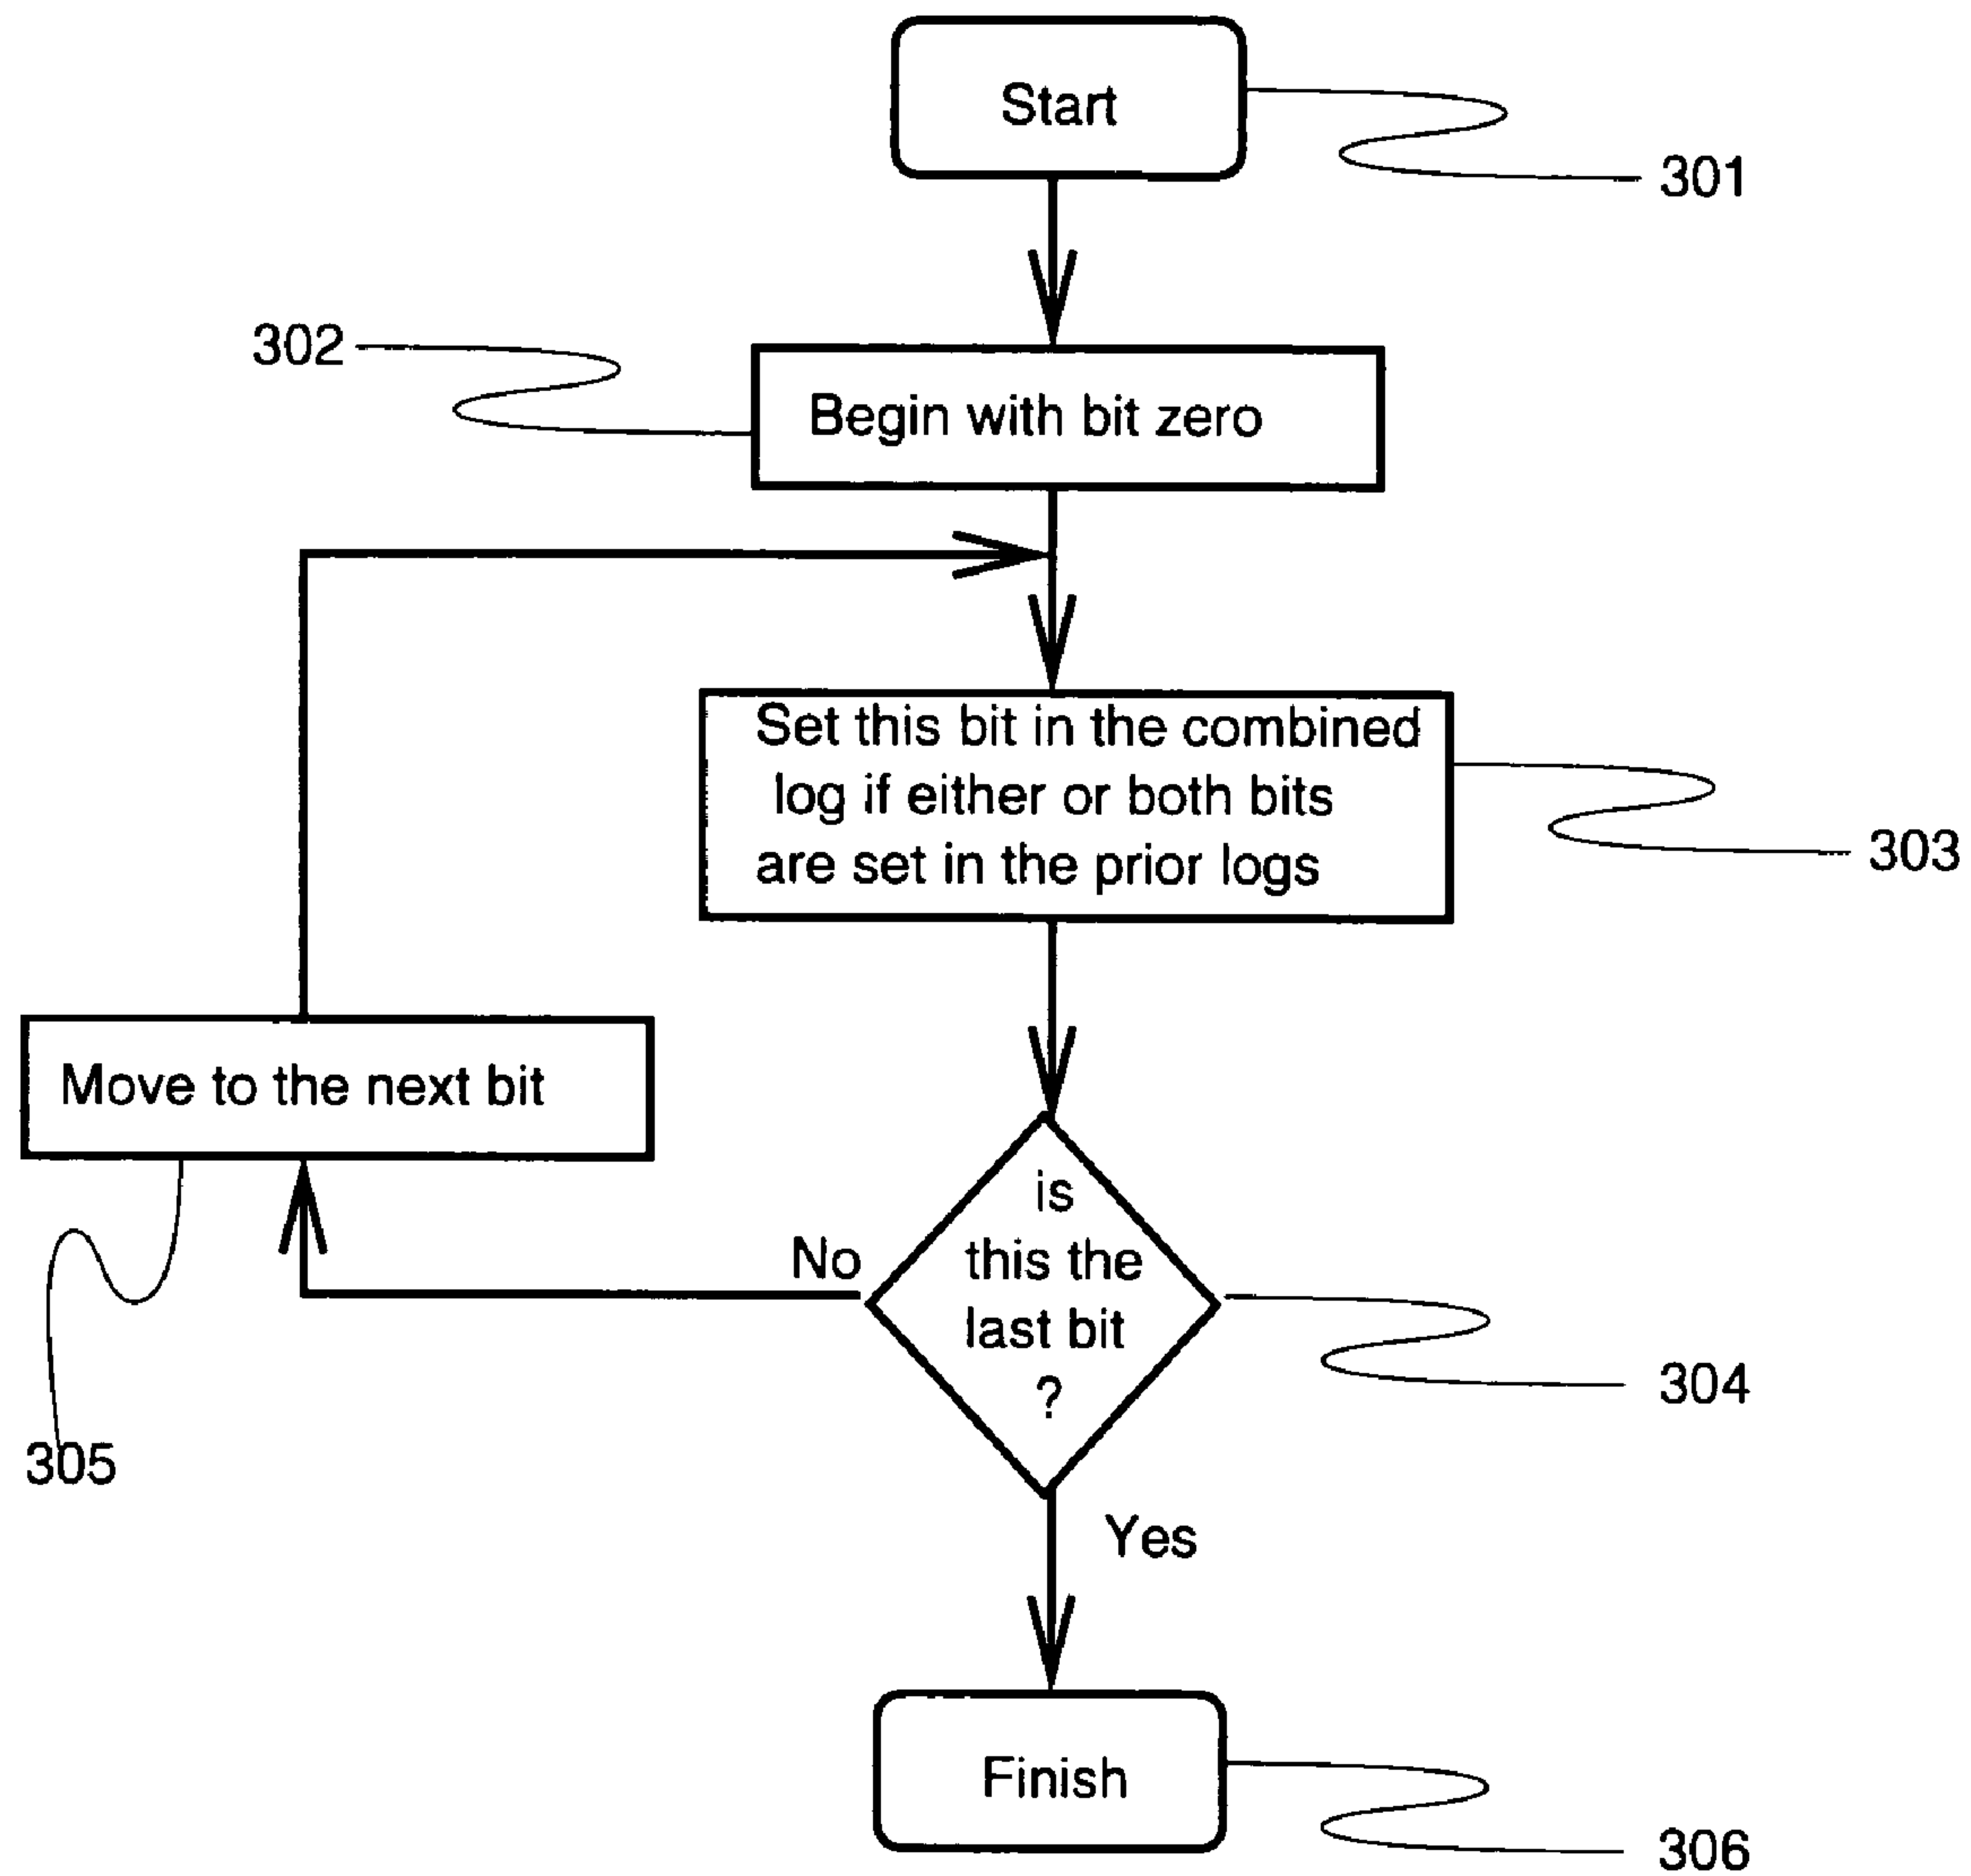 Start
301
302
Begin with bit zero
Set this bit in the combined
log if either or both bits
are set in the prior logs
303
Move to the next bit
is
this the
last bit
?
No
304
305
Yes
Finish
306